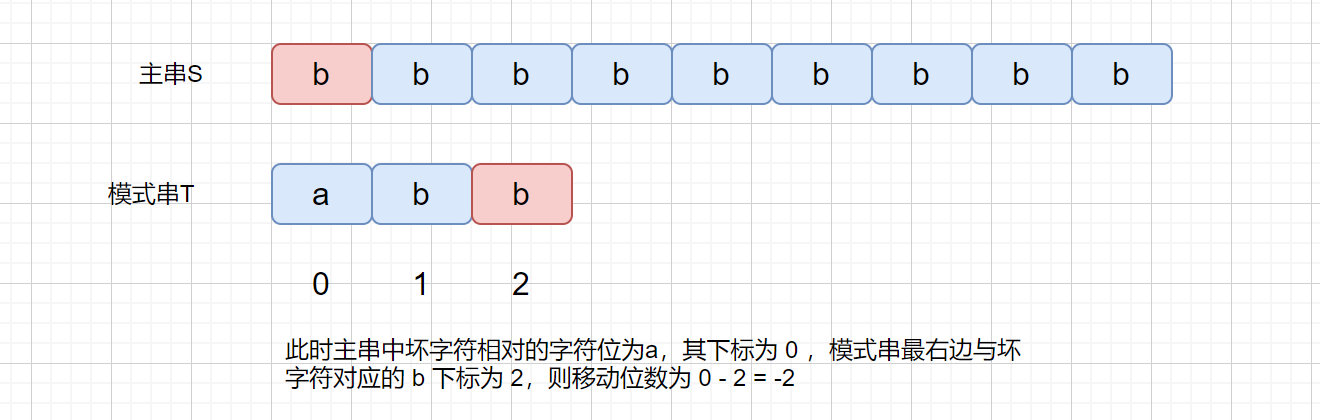 主串S b b b b b b b b b
模式串T a b b
0 1 2
此时主串中坏字符相对的字符位为a，其下标为 0 ，模式串最右边与坏
字符对应的 b 下标为 2，则移动位数为 0 - 2 = -2